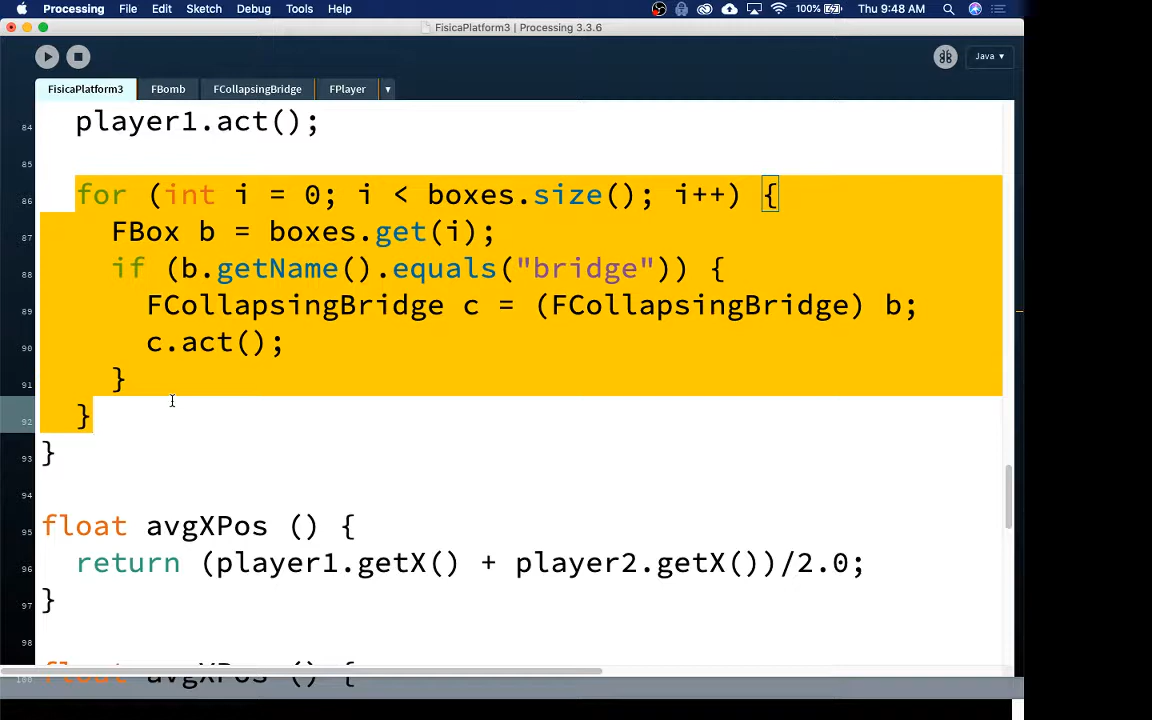 Processing File Edit Sketch Debug Tools Help 100% Thu 9:48 AM
FisicaPlatform3 | Processing 3.3.6
Java ▾
FisicaPlatform3 FBomb FCollapsingBridge FPlayer ▾
84 player1.act();
85
86 for (int i = 0; i < boxes.size(); i++) {
87 FBox b = boxes.get(i);
88 if (b.getName().equals("bridge")) {
89 FCollapsingBridge c = (FCollapsingBridge) b;
90 c.act();
91 }
92 }
93 }
94
95 float avgXPos () {
96 return (player1.getX() + player2.getX())/2.0;
97 }
98
float avgXPos () {
100